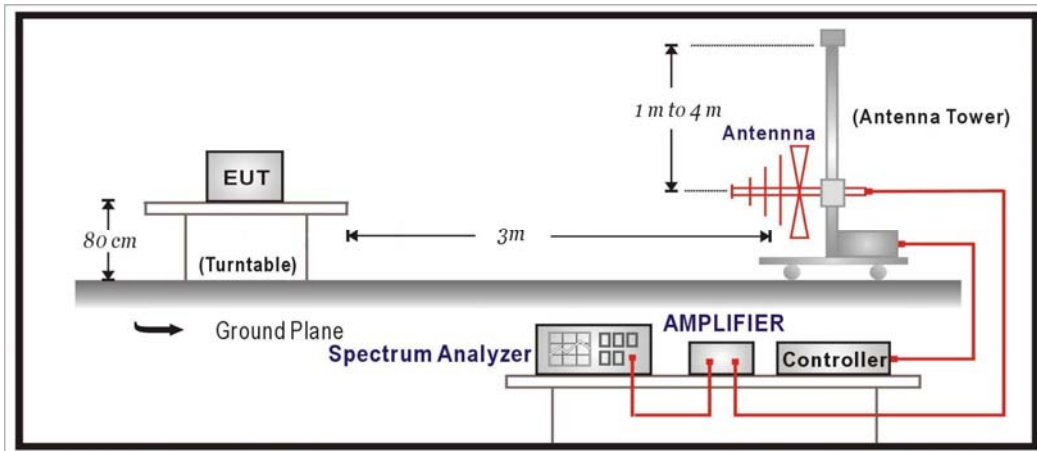 1 m to 4 m
(Antenna Tower)
Antennna
EUT
80 cm
3m
(Turntable)
Ground Plane
AMPLIFIER
Spectrum Analyzer
Controller